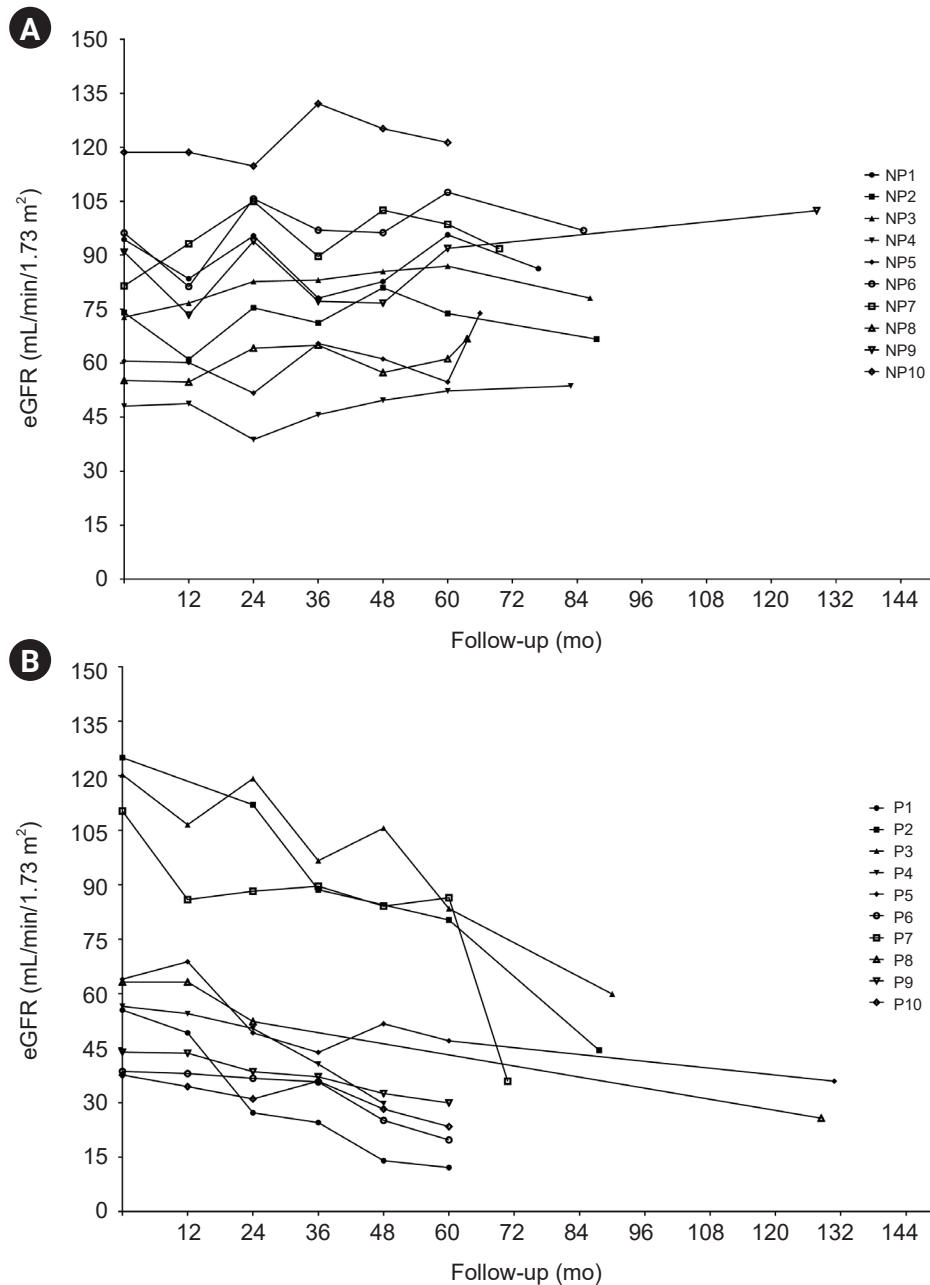 A
150
135
120
105
90
75
60
45
30
15
0
eGFR (mL/min/1.73 m²)
12 24 36 48 60 72 84 96 108 120 132 144
Follow-up (mo)
NP1
NP2
NP3
NP4
NP5
NP6
NP7
NP8
NP9
NP10
B
150
135
120
105
90
75
60
45
30
15
0
eGFR (mL/min/1.73 m²)
12 24 36 48 60 72 84 96 108 120 132 144
Follow-up (mo)
P1
P2
P3
P4
P5
P6
P7
P8
P9
P10